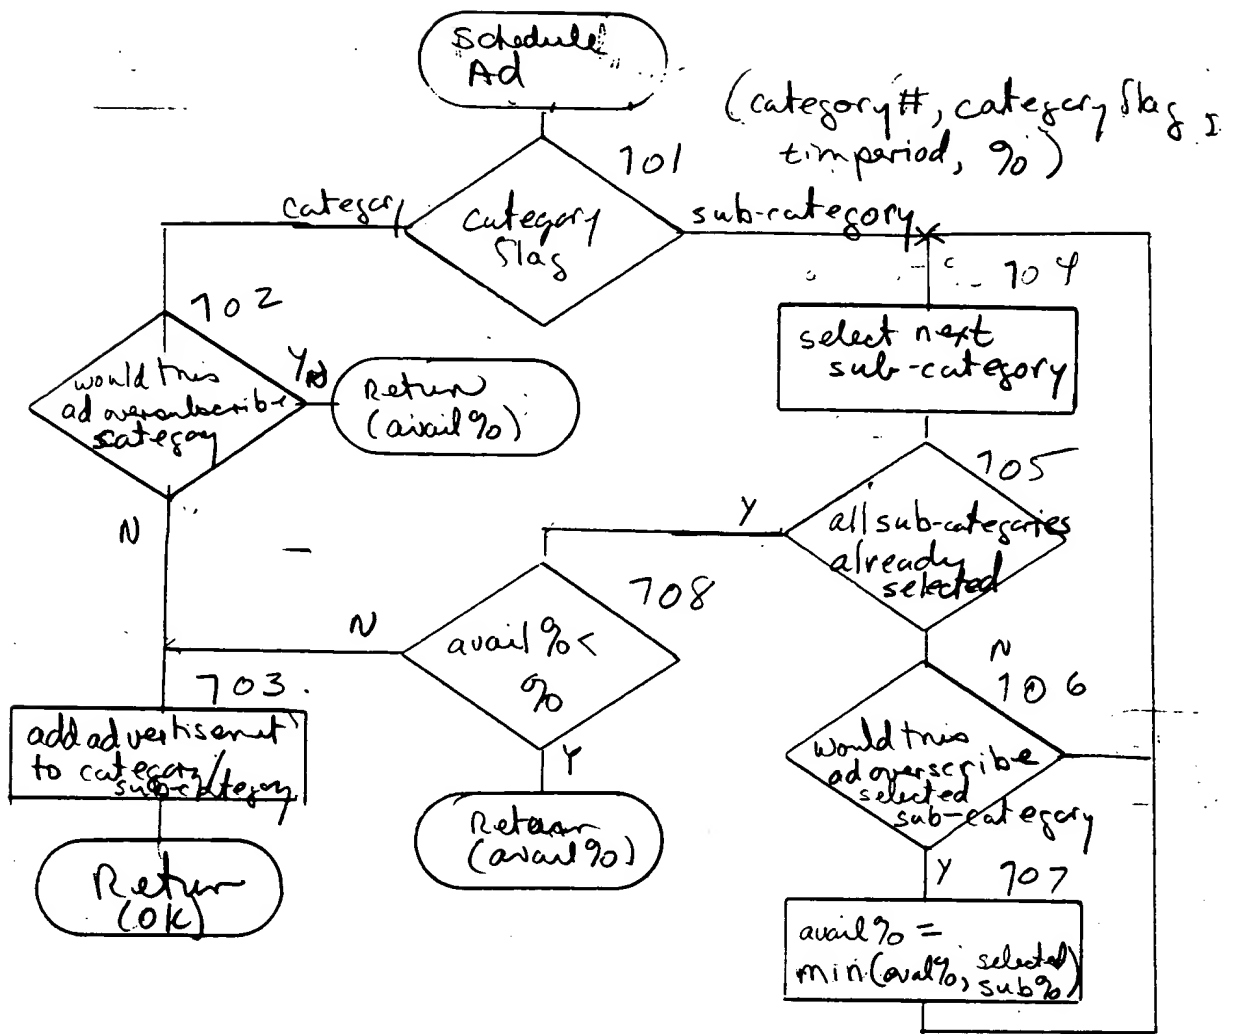 Schedule
Ad
(category #, category flag,
timperiod, %)
701
category
flag
category
sub-category
702
would this
ad oversubscribe
category
Y
Return
(avail %)
N
704
select next
sub-category
705
all sub-categories
already
selected
Y
N
708
avail % <
%
N
Y
Return
(avail %)
703
add advertisement
to category/
sub-category
Return
(OK)
706
would this
ad overscribe
selected
sub-category
Y
707
avail % =
min(avail%, selected
sub %)